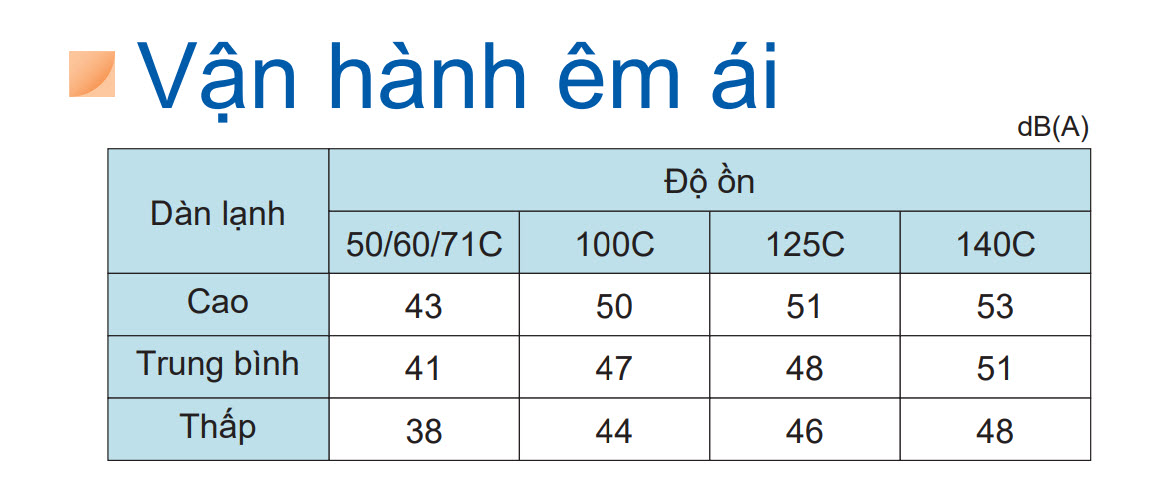 Vận hành êm ái
dB(A)
Dàn lạnh Độ ồn
50/60/71C 100C 125C 140C
Cao 43 50 51 53
Trung bình 41 47 48 51
Thấp 38 44 46 48